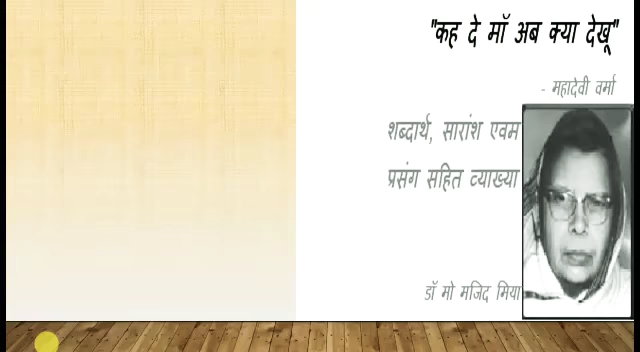 "कह दे माँ अब क्या देखू"
- महादेवी वर्मा
शब्दार्थ, सारांश एवम
प्रसंग सहित व्याख्या
डॉ मो मजिद मिया